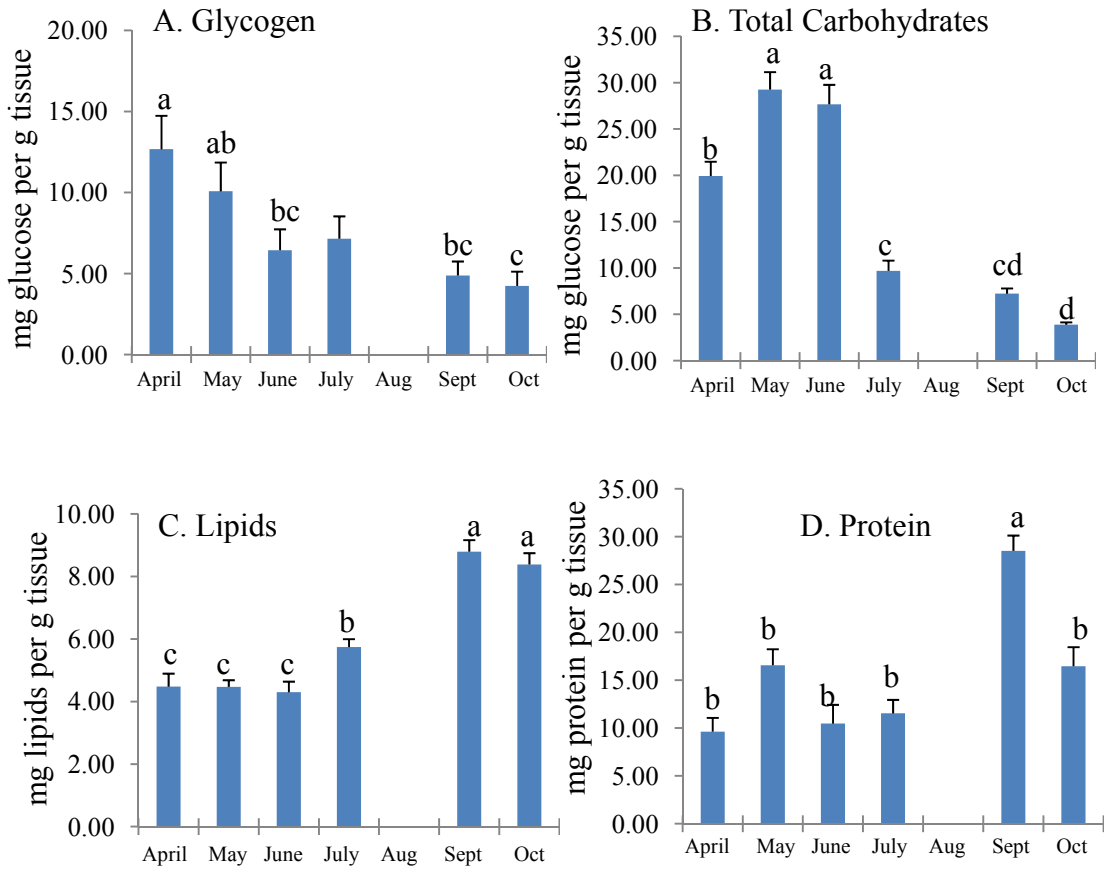 A. Glycogen
mg glucose per g tissue
20.00
15.00
10.00
5.00
0.00
a
ab
bc
bc
c
April May June July Aug Sept Oct
B. Total Carbohydrates
mg glucose per g tissue
35.00
30.00
25.00
20.00
15.00
10.00
5.00
0.00
b
a
a
c
cd
d
April May June July Aug Sept Oct
C. Lipids
mg lipids per g tissue
10.00
8.00
6.00
4.00
2.00
0.00
c
c
c
b
a
a
April May June July Aug Sept Oct
D. Protein
mg protein per g tissue
35.00
30.00
25.00
20.00
15.00
10.00
5.00
0.00
b
b
b
b
a
b
April May June July Aug Sept Oct